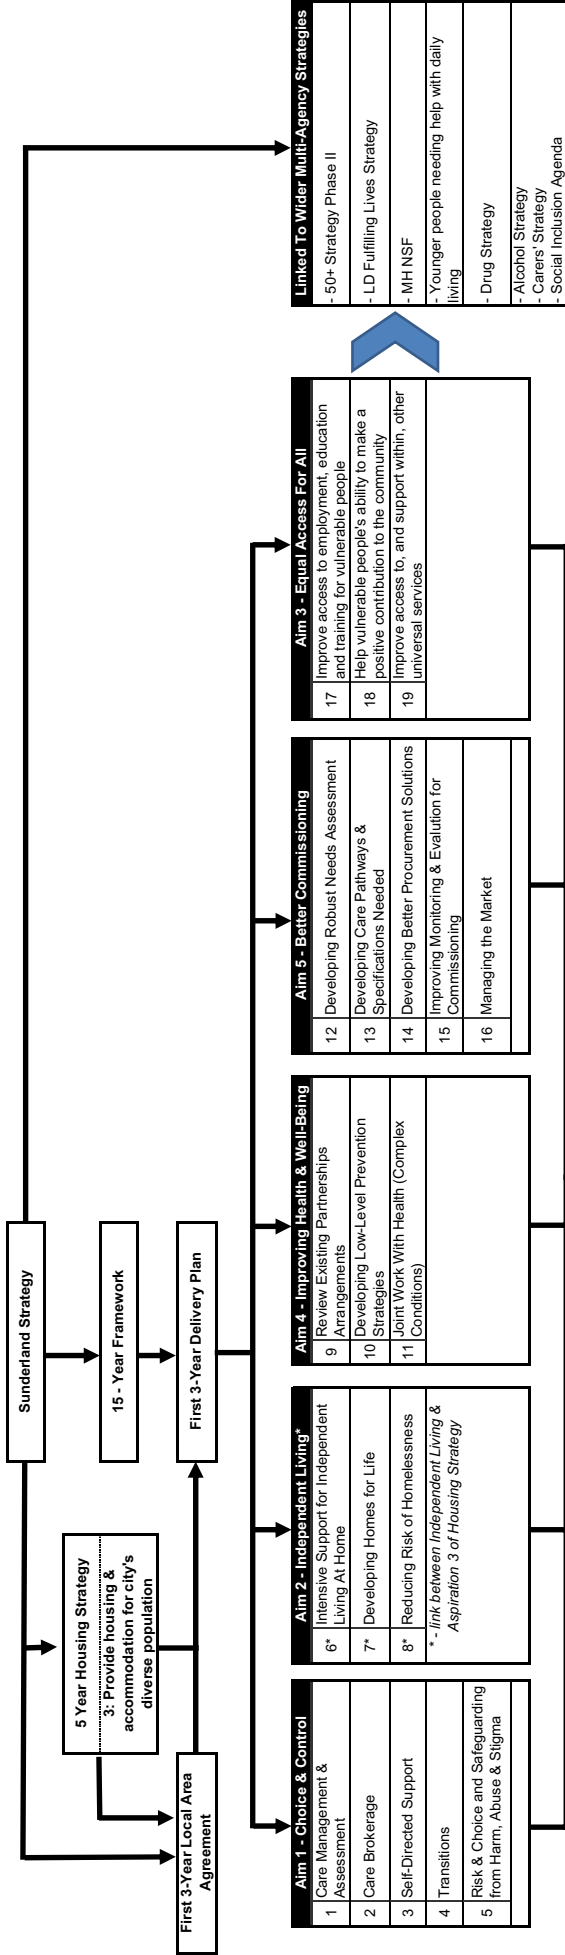 Sunderland Strategy
15 - Year Framework
First 3-Year Delivery Plan
5 Year Housing Strategy
3: Provide housing &
accommodation for city's
diverse population
First 3-Year Local Area
Agreement
Aim 1 - Choice & Control
1 Care Management &
Assessment
2 Care Brokerage
3 Self-Directed Support
4 Transitions
5 Risk & Choice and Safeguarding
from Harm, Abuse & Stigma
Aim 2 - Independent Living*
6* Intensive Support for Independent
Living At Home
7* Developing Homes for Life
8* Reducing Risk of Homelessness
* - link between Independent Living &
Aspiration 3 of Housing Strategy
Aim 4 - Improving Health & Well-Being
9 Review Existing Partnerships
Arrangements
10 Developing Low-Level Prevention
Strategies
11 Joint Work With Health (Complex
Conditions)
Aim 5 - Better Commissioning
12 Developing Robust Needs Assessment
13 Developing Care Pathways &
Specifications Needed
14 Developing Better Procurement Solutions
15 Improving Monitoring & Evalution for
Commissioning
16 Managing the Market
Aim 3 - Equal Access For All
17 Improve access to employment, education
and training for vulnerable people
18 Help vulnerable people's ability to make a
positive contribution to the community
19 Improve access to, and support within, other
universal services
Linked To Wider Multi-Agency Strategies
- 50+ Strategy Phase II
- LD Fulfilling Lives Strategy
- MH NSF
- Younger people needing help with daily
living
- Drug Strategy
- Alcohol Strategy
- Carers' Strategy
- Social Inclusion Agenda